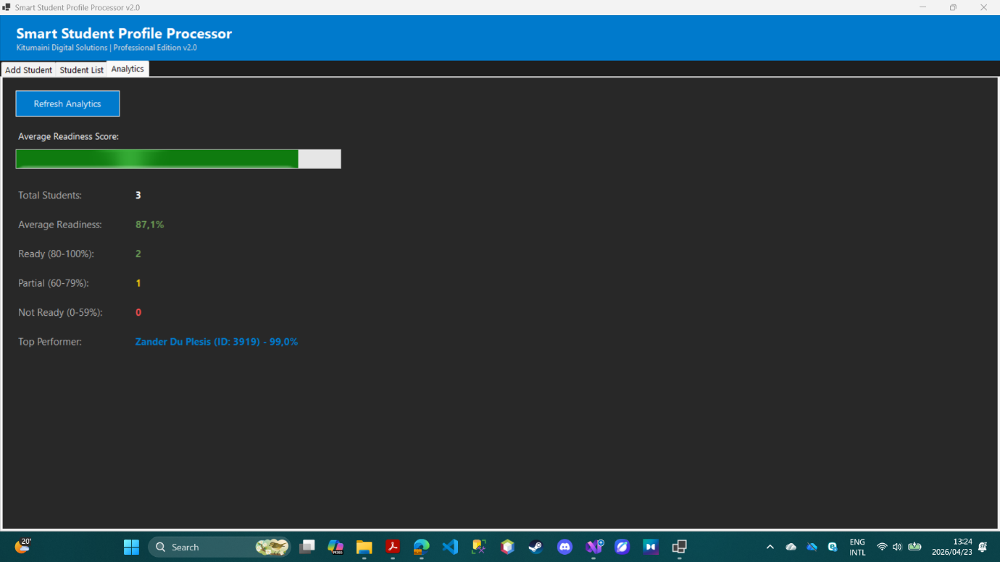 Smart Student Profile Processor v2.0
Smart Student Profile Processor
Kitumaini Digital Solutions | Professional Edition v2.0
Add Student Student List Analytics
Refresh Analytics
Average Readiness Score:
Total Students: 3
Average Readiness: 87,1%
Ready (80-100%): 2
Partial (60-79%): 1
Not Ready (0-59%): 0
Top Performer: Zander Du Plesis (ID: 3919) - 99,0%
20°
Search
M365
ENG
INTL
13:24
2026/04/23